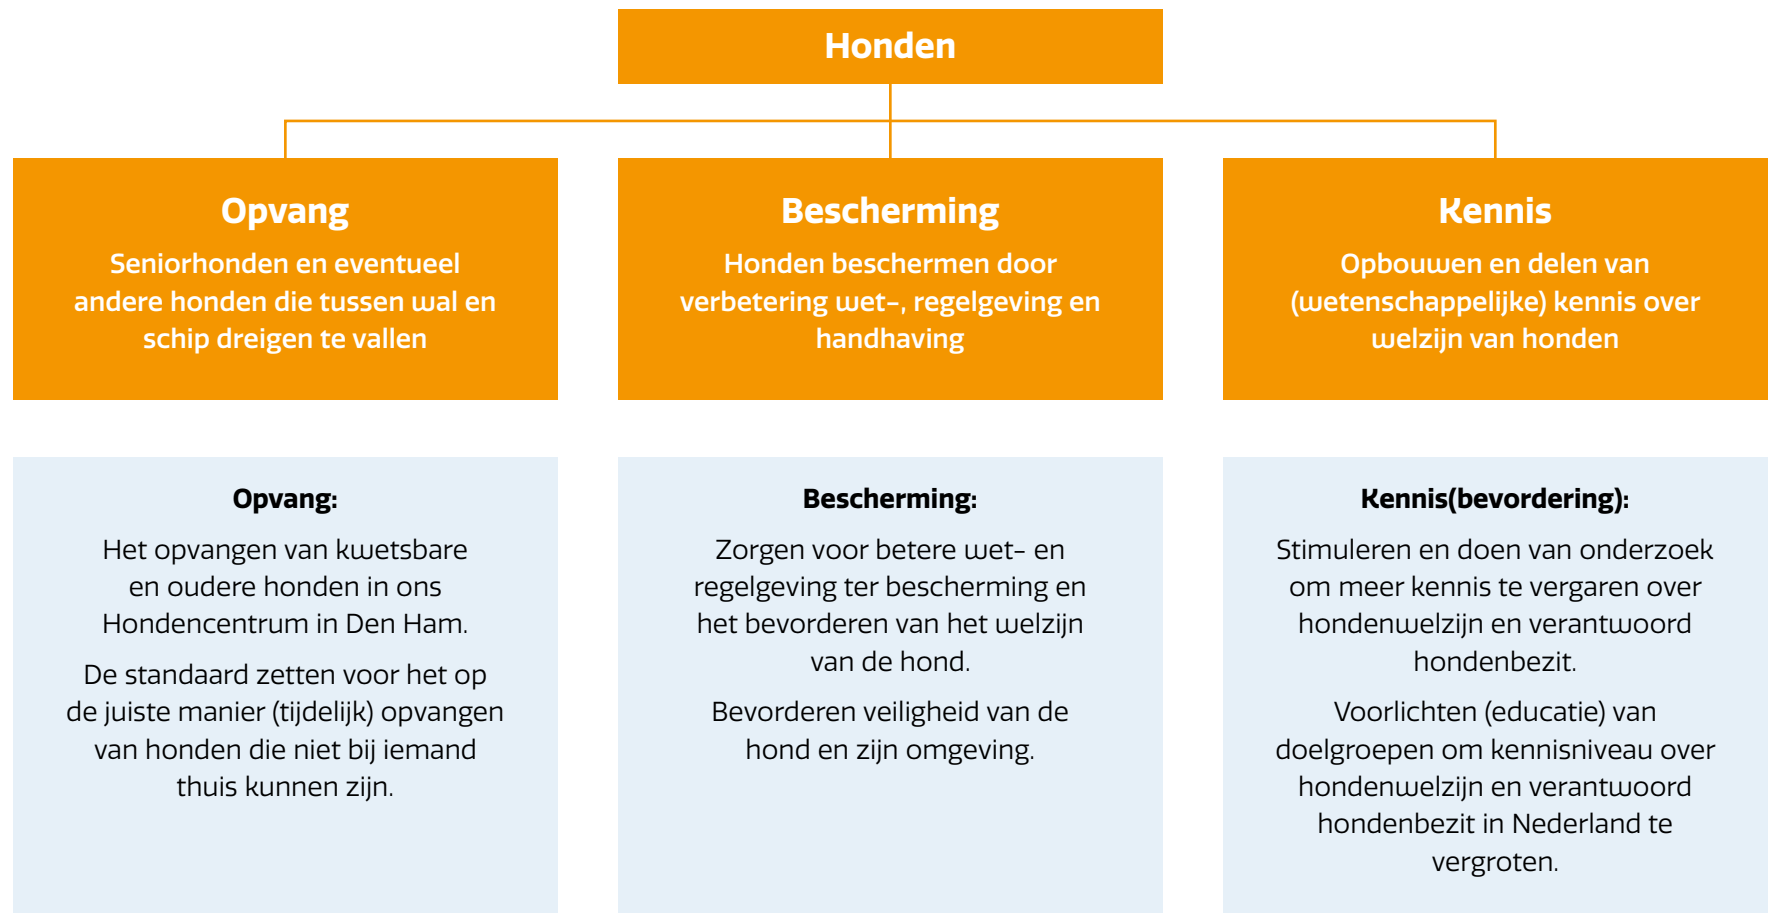 Honden
Opvang
Seniorhonden en eventueel
andere honden die tussen wal en
schip dreigen te vallen
Bescherming
Honden beschermen door
verbetering wet-, regelgeving en
handhaving
Kennis
Opbouwen en delen van
(wetenschappelijke) kennis over
welzijn van honden
Opvang:
Het opvangen van kwetsbare
en oudere honden in ons
Hondencentrum in Den Ham.
De standaard zetten voor het op
de juiste manier (tijdelijk) opvangen
van honden die niet bij iemand
thuis kunnen zijn.
Bescherming:
Zorgen voor betere wet- en
regelgeving ter bescherming en
het bevorderen van het welzijn
van de hond.
Bevorderen veiligheid van de
hond en zijn omgeving.
Kennis(bevordering):
Stimuleren en doen van onderzoek
om meer kennis te vergaren over
hondenwelzijn en verantwoord
hondenbezit.
Voorlichten (educatie) van
doelgroepen om kennisniveau over
hondenwelzijn en verantwoord
hondenbezit in Nederland te
vergroten.